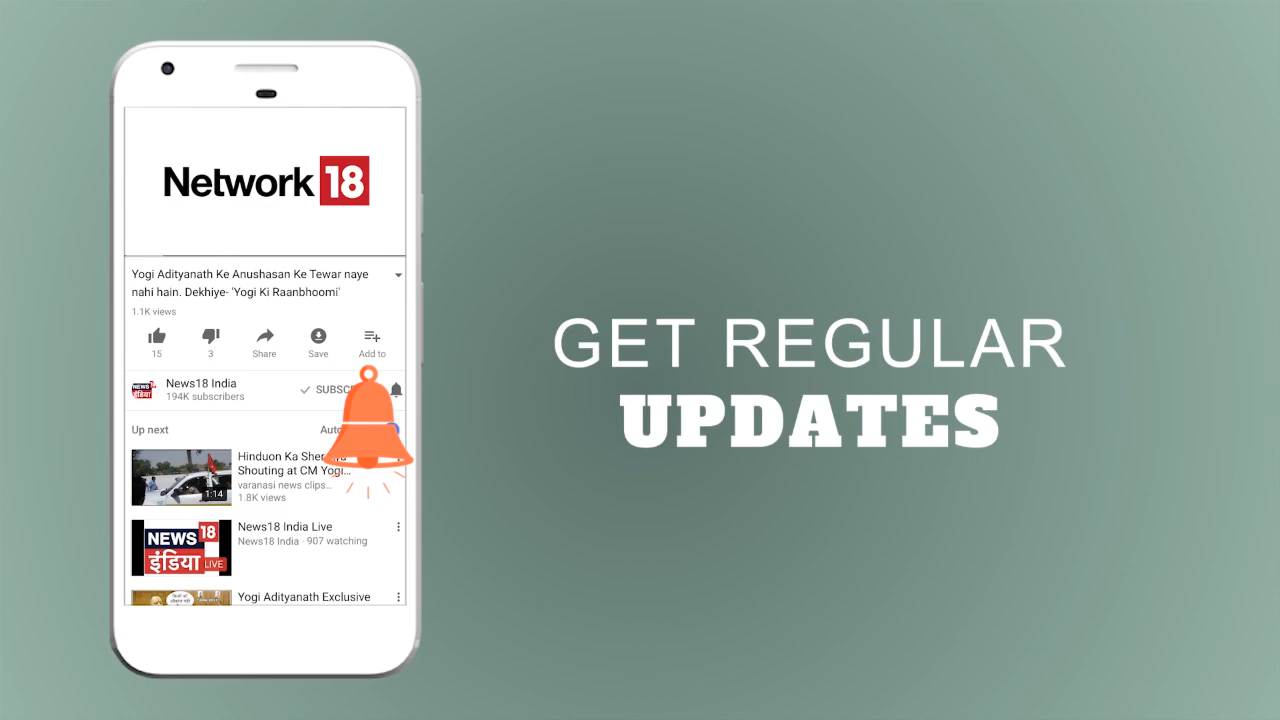 Network 18
Yogi Adityanath Ke Anushasan Ke Tewar naye
nahi hain. Dekhiye- 'Yogi Ki Raanbhoomi'
1.1K views
15
3
Share
Save
Add to
News18 India
194K subscribers
Up next
Hinduon Ka
Shouting at CM Yogi...
varanasi news clips...
1.8K views
1:14
News18 India Live
News18 India · 907 watching
NEWS 18
इंडिया LIVE
Yogi Adityanath Exclusive
GET REGULAR
UPDATES